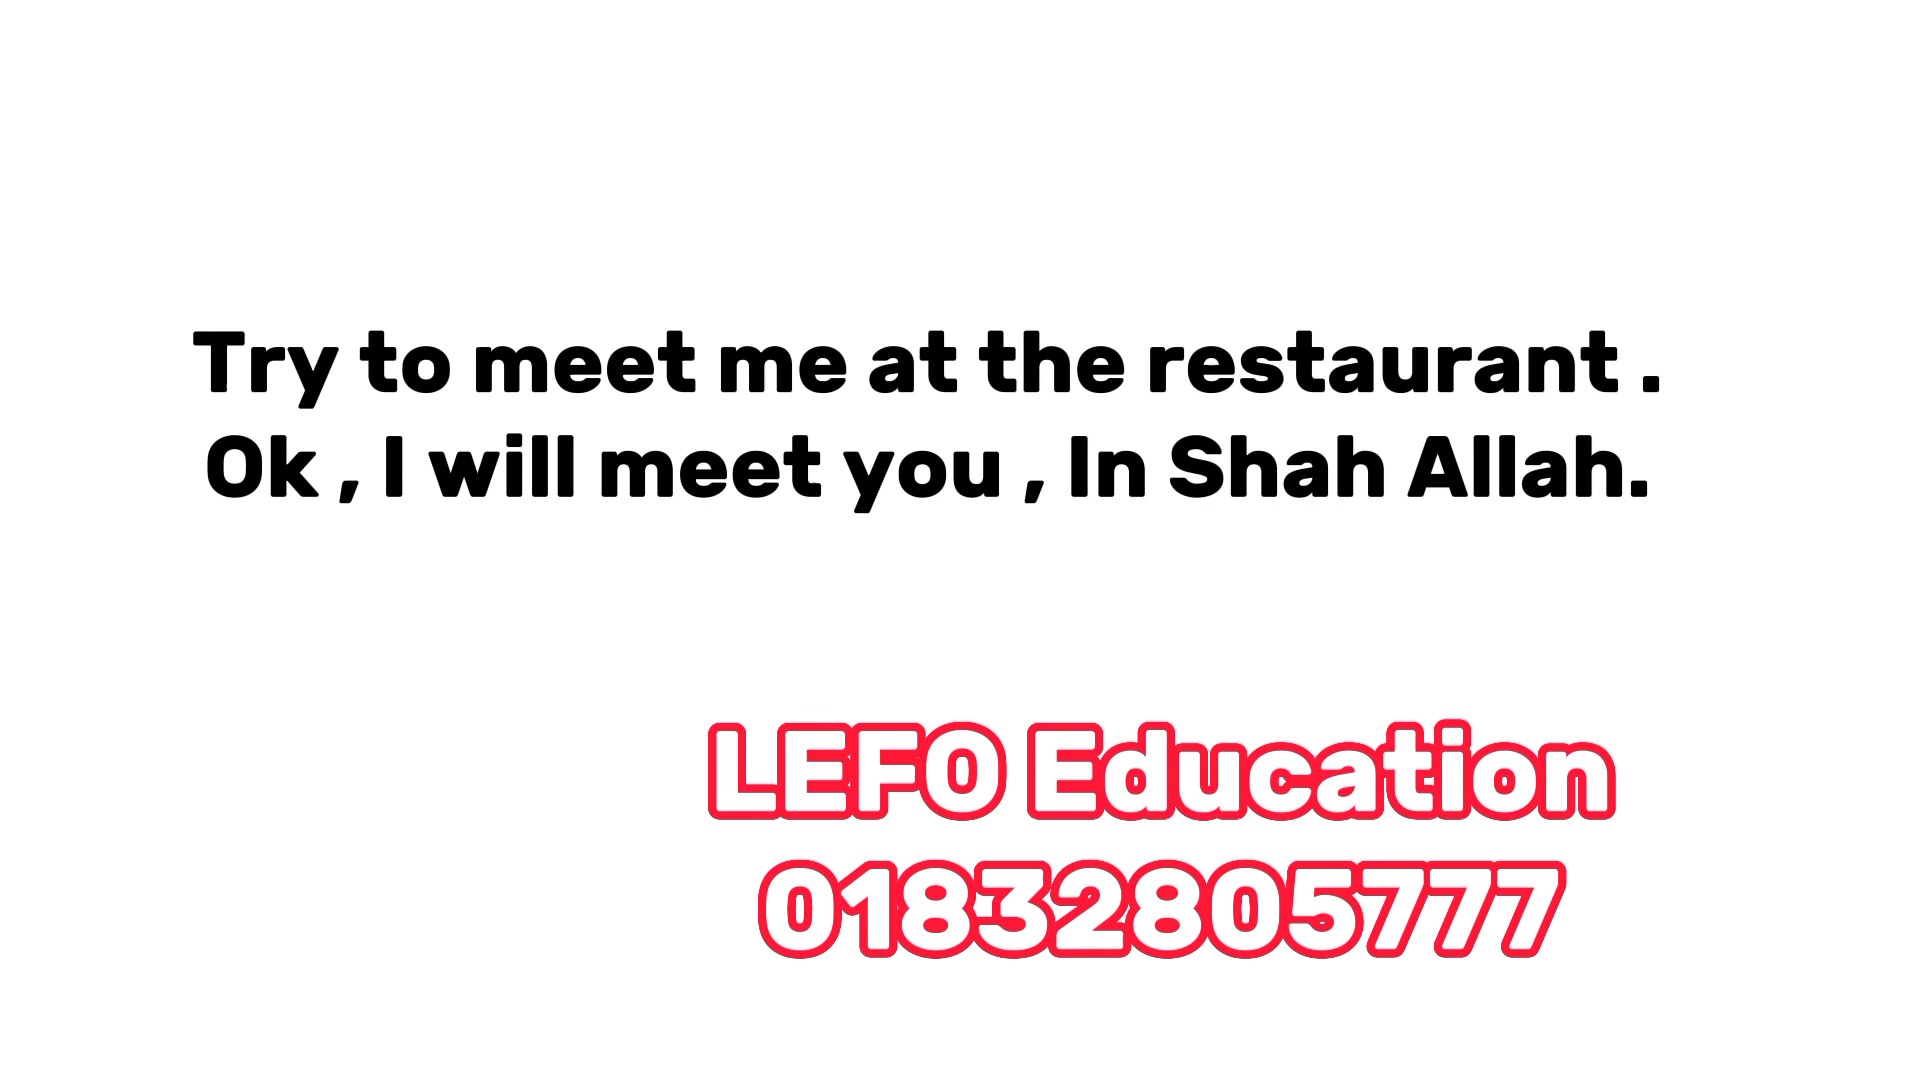 Try to meet me at the restaurant .
Ok , I will meet you , In Shah Allah.
LEFO Education
01832805777